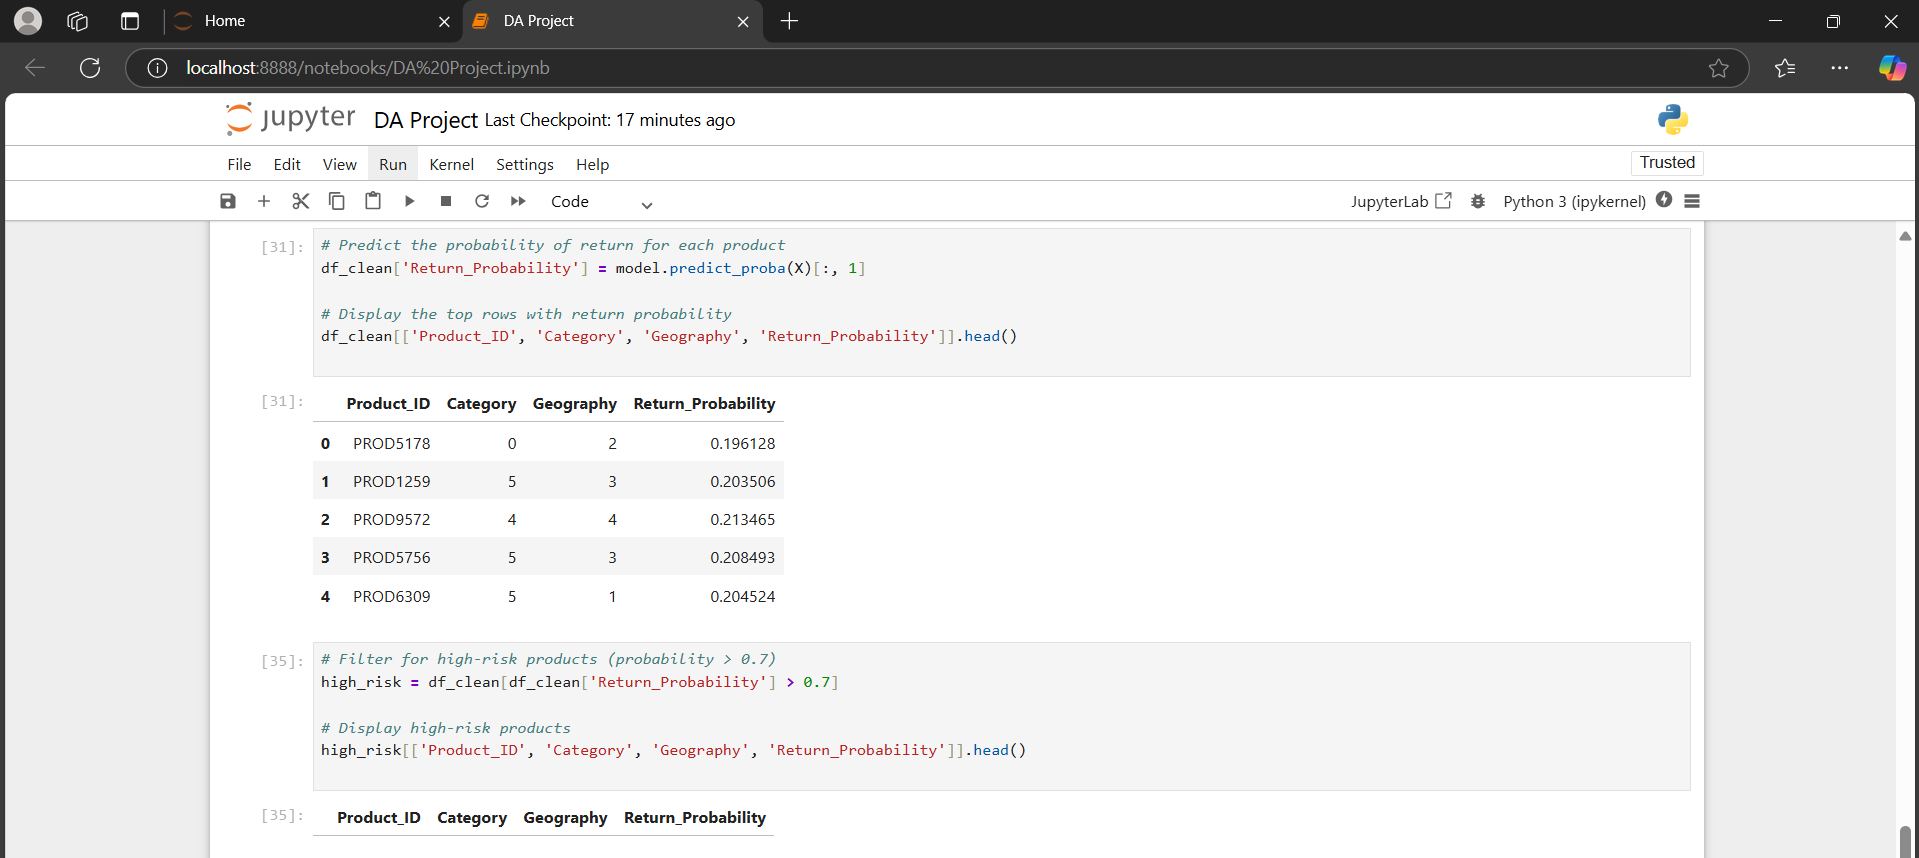 Home
DA Project
localhost:8888/notebooks/DA%20Project.ipynb
jupyter DA Project Last Checkpoint: 17 minutes ago
File Edit View Run Kernel Settings Help
Trusted
Code
JupyterLab
Python 3 (ipykernel)
[31]:
# Predict the probability of return for each product
df_clean['Return_Probability'] = model.predict_proba(X)[:, 1]
# Display the top rows with return probability
df_clean[['Product_ID', 'Category', 'Geography', 'Return_Probability']].head()
[31]:
Product_ID Category Geography Return_Probability
0 PROD5178 0 2 0.196128
1 PROD1259 5 3 0.203506
2 PROD9572 4 4 0.213465
3 PROD5756 5 3 0.208493
4 PROD6309 5 1 0.204524
[35]:
# Filter for high-risk products (probability > 0.7)
high_risk = df_clean[df_clean['Return_Probability'] > 0.7]
# Display high-risk products
high_risk[['Product_ID', 'Category', 'Geography', 'Return_Probability']].head()
[35]:
Product_ID Category Geography Return_Probability